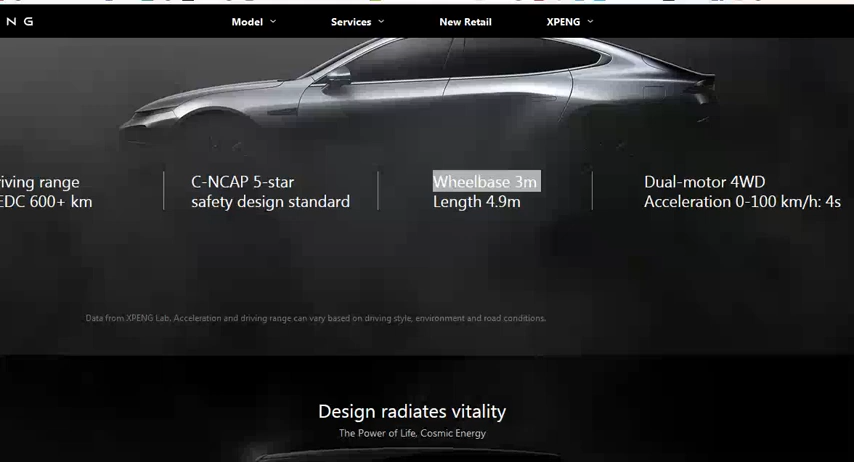 N G
Model
Services
New Retail
XPENG
riving range
EDC 600+ km
C-NCAP 5-star
safety design standard
Wheelbase 3m
Length 4.9m
Dual-motor 4WD
Acceleration 0-100 km/h: 4s
Data from XPENG Lab, Acceleration and driving range can vary based on driving style, environment and road conditions.
Design radiates vitality
The Power of Life, Cosmic Energy